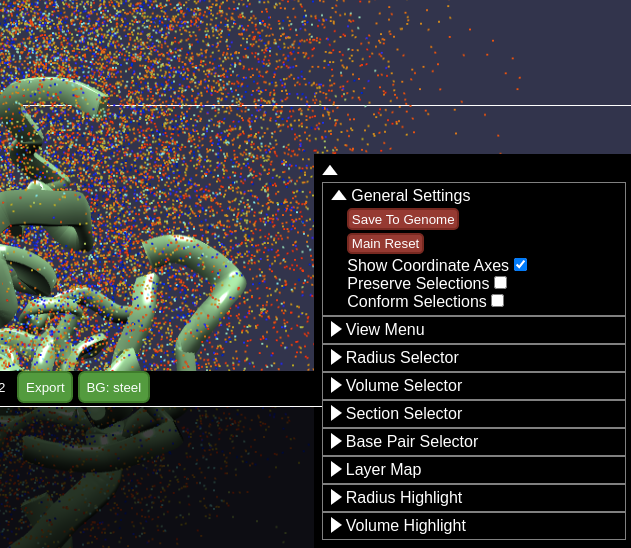 General Settings
Save To Genome
Main Reset
Show Coordinate Axes
Preserve Selections
Conform Selections
View Menu
Radius Selector
2 Export BG: steel
Volume Selector
Section Selector
Base Pair Selector
Layer Map
Radius Highlight
Volume Highlight